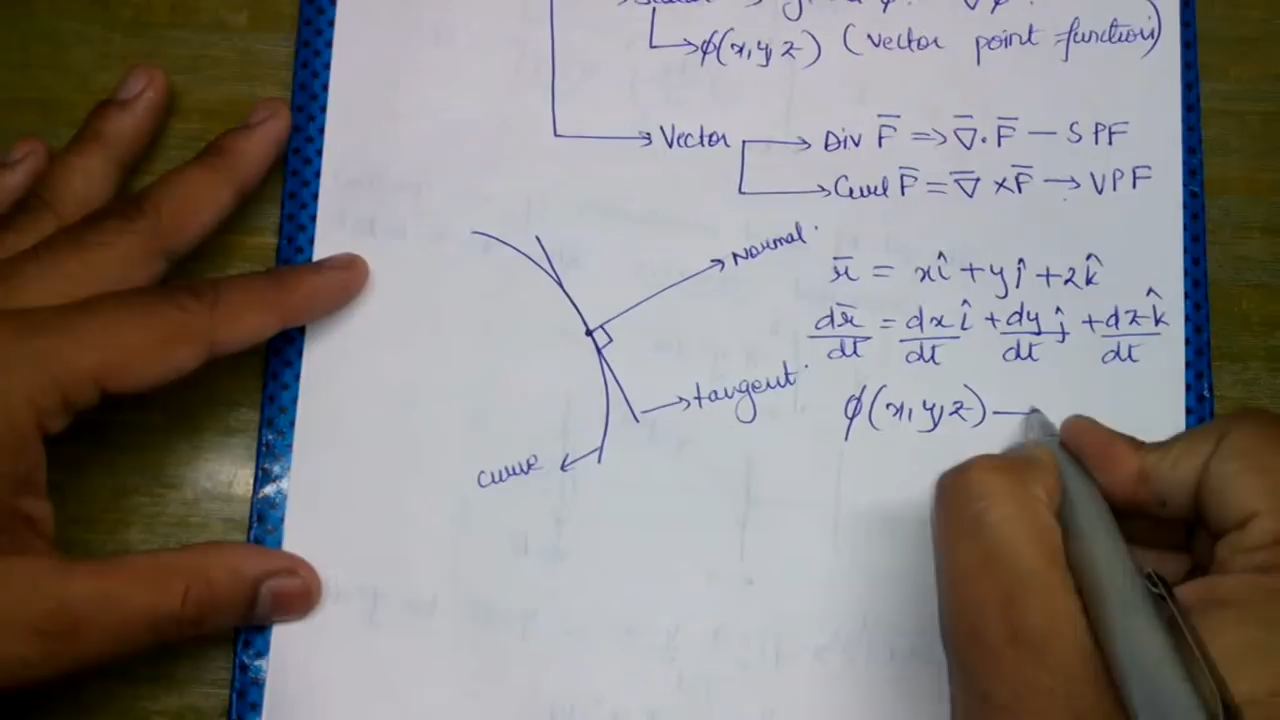 ϕ(x,y,z) (vector point function)
Vector → Div F̄ ⇒ ∇̄.F̄ — SPF
Curl F̄ = ∇̄ × F̄ → VPF
Normal
r̄ = xî + yĵ + zk̂
dr̄/dt = dx/dt î + dy/dt ĵ + dz/dt k̂
tangent
ϕ(x,y,z) —
curve